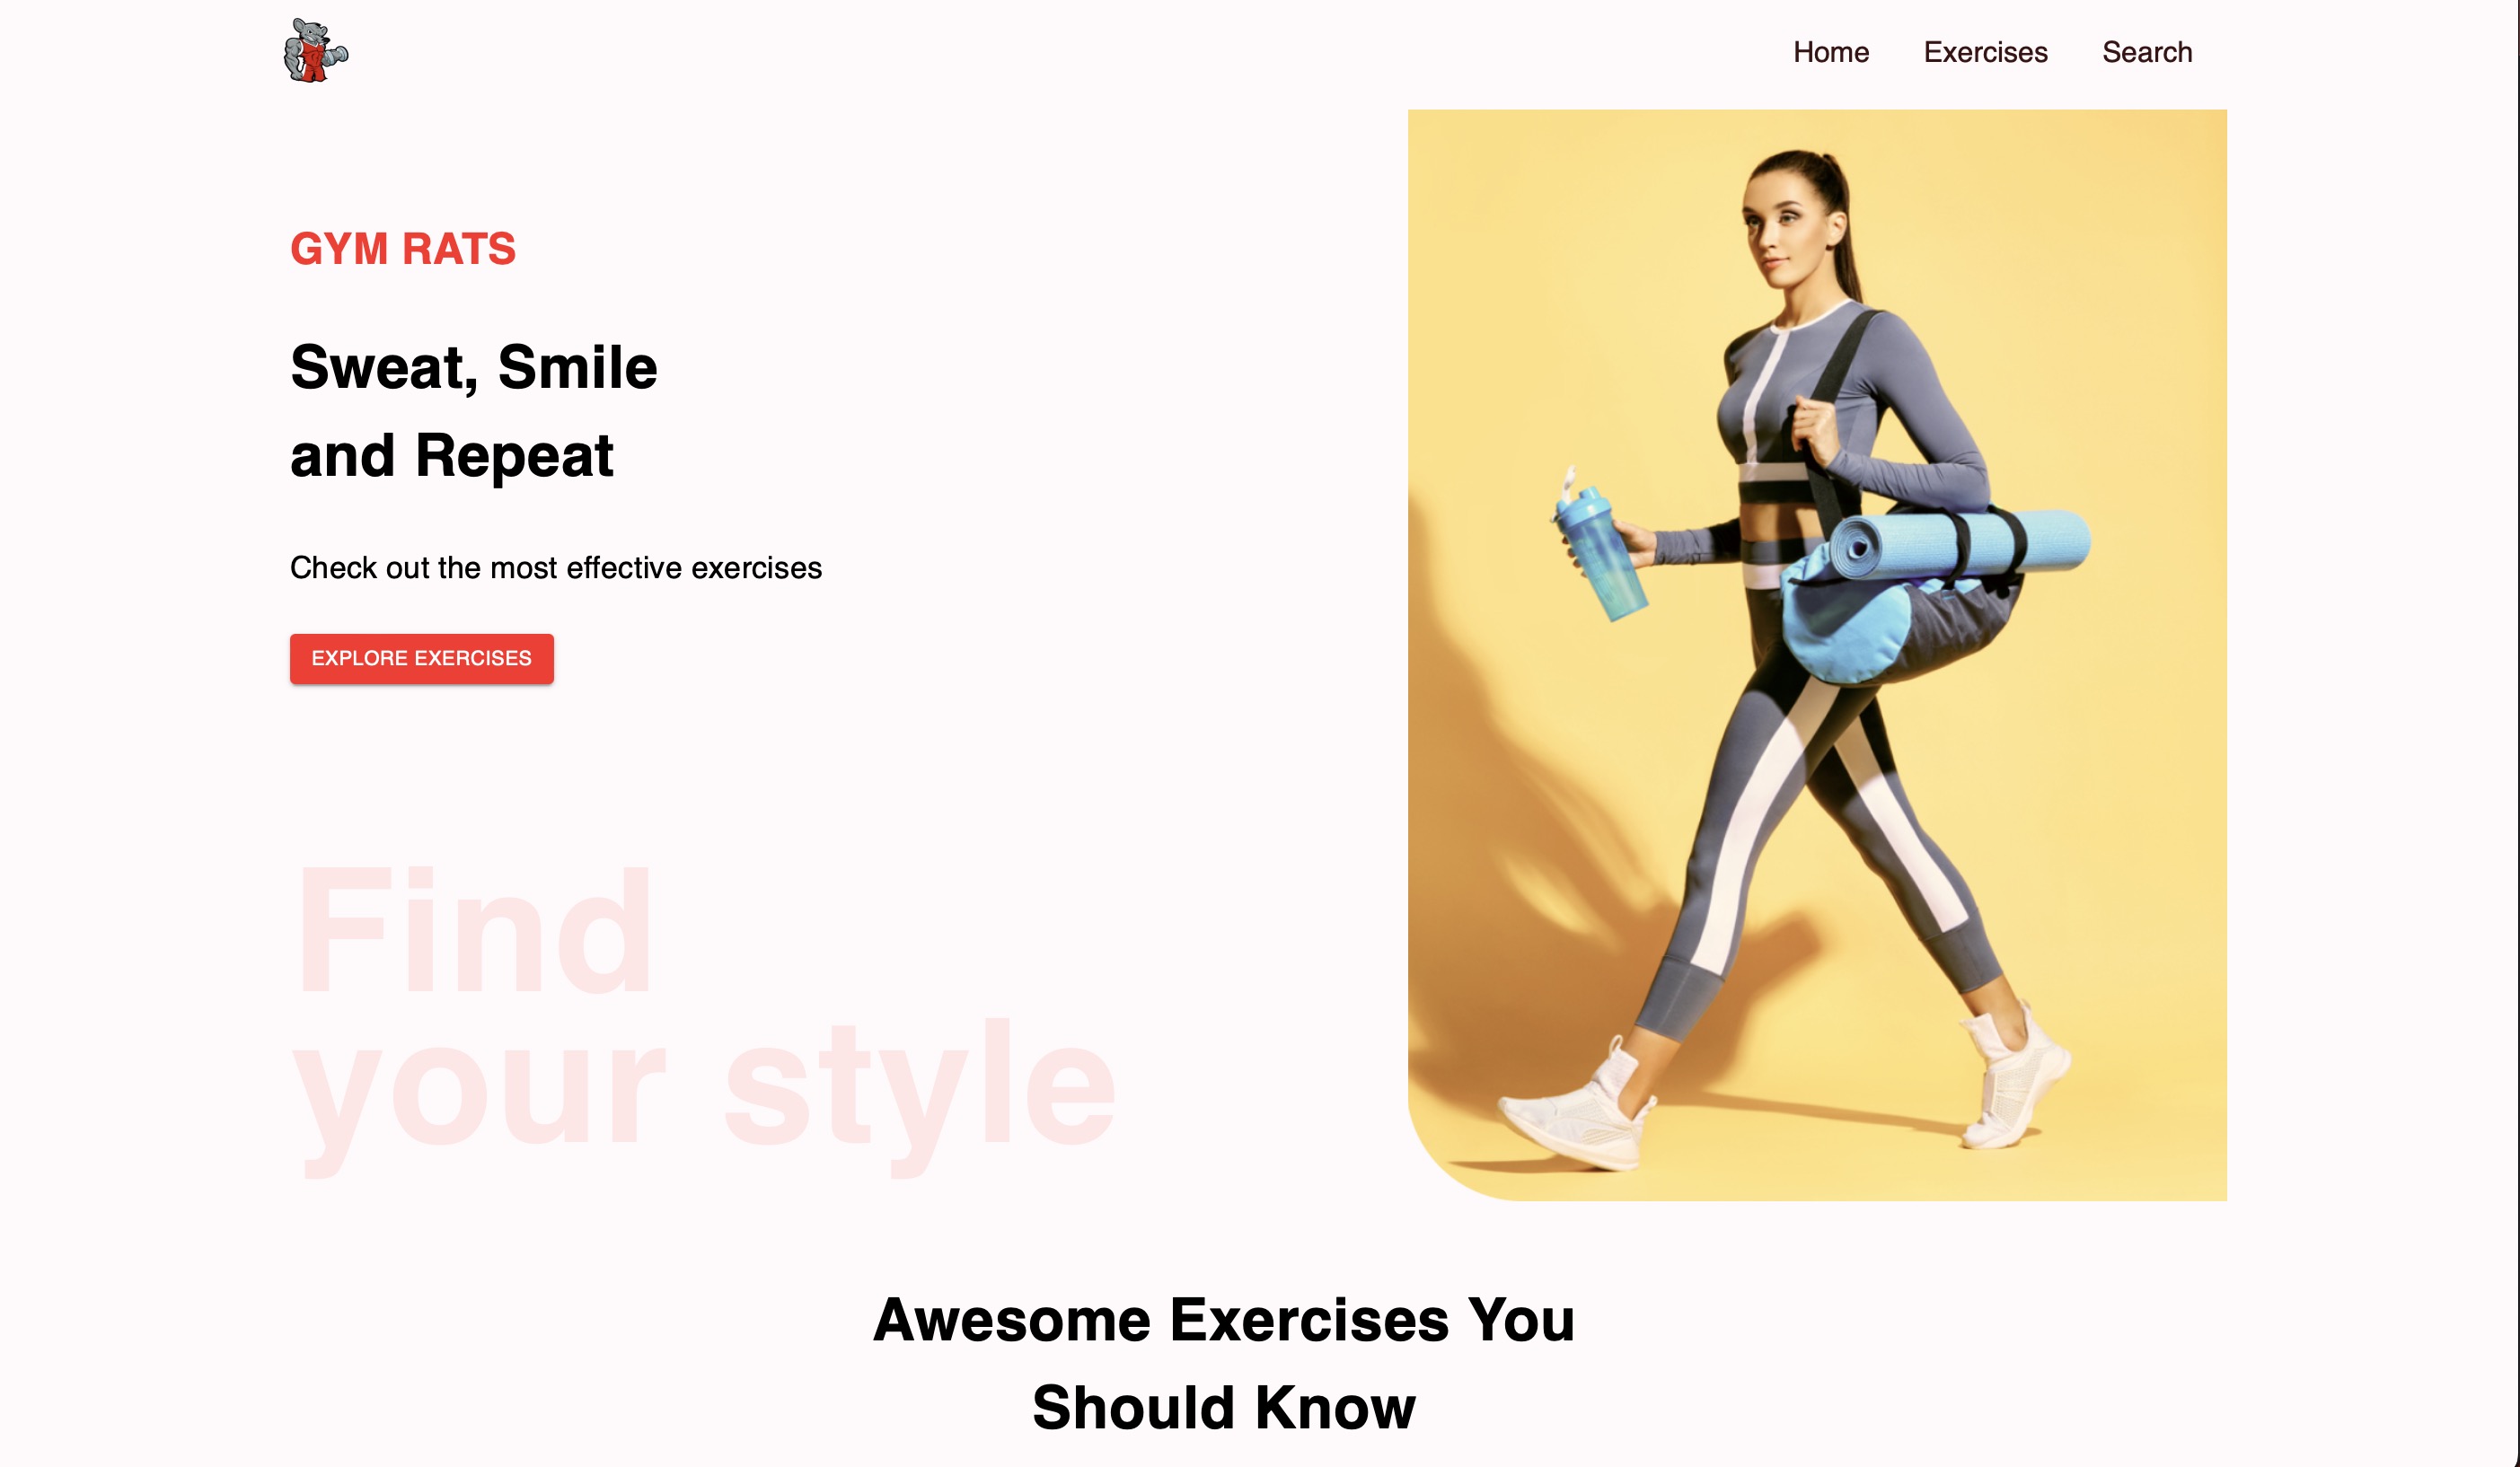 Home Exercises Search
GYM RATS
Sweat, Smile
and Repeat
Check out the most effective exercises
EXPLORE EXERCISES
Find
your style
Awesome Exercises You
Should Know